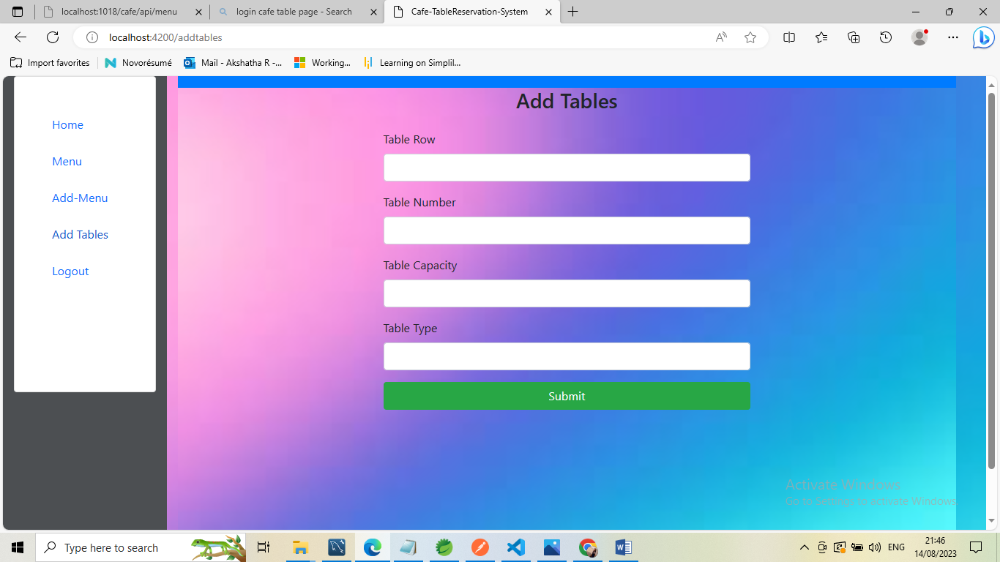 localhost:1018/cafe/api/menu
login cafe table page - Search
Cafe-TableReservation-System
localhost:4200/addtables
Import favorites
Novorésumé
Mail - Akshatha R -...
Working...
Learning on Simplil...
Home
Menu
Add-Menu
Add Tables
Logout
Add Tables
Table Row
Table Number
Table Capacity
Table Type
Submit
Activate Windows
Go to Settings to activate Windows
Type here to search
ENG
21:46
14/08/2023